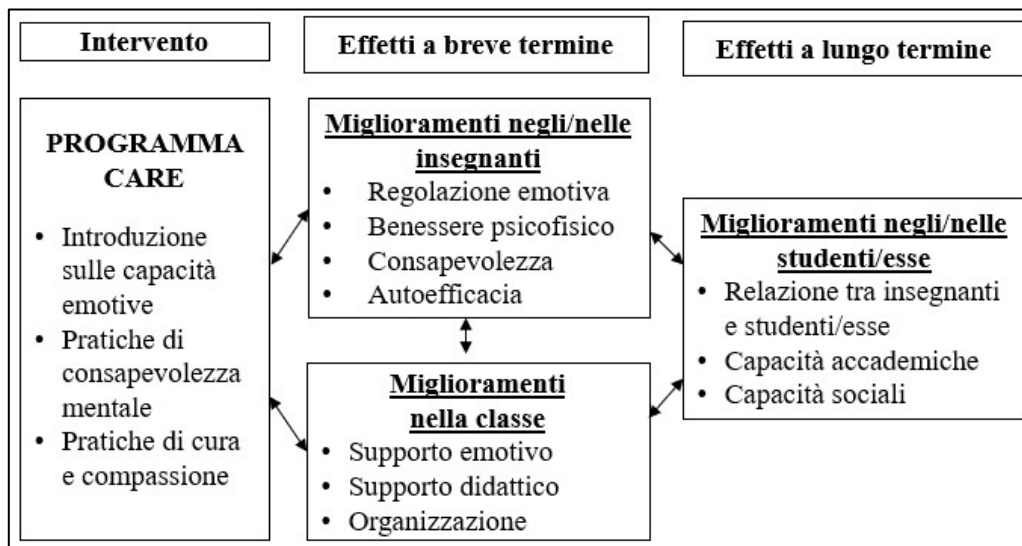 Intervento
Effetti a breve termine
Effetti a lungo termine
PROGRAMMA
CARE
• Introduzione
sulle capacità
emotive
• Pratiche di
consapevolezza
mentale
• Pratiche di cura
e compassione
Miglioramenti negli/nelle
insegnanti
• Regolazione emotiva
• Benessere psicofisico
• Consapevolezza
• Autoefficacia
Miglioramenti
nella classe
• Supporto emotivo
• Supporto didattico
• Organizzazione
Miglioramenti negli/nelle
studenti/esse
• Relazione tra insegnanti
e studenti/esse
• Capacità accademiche
• Capacità sociali